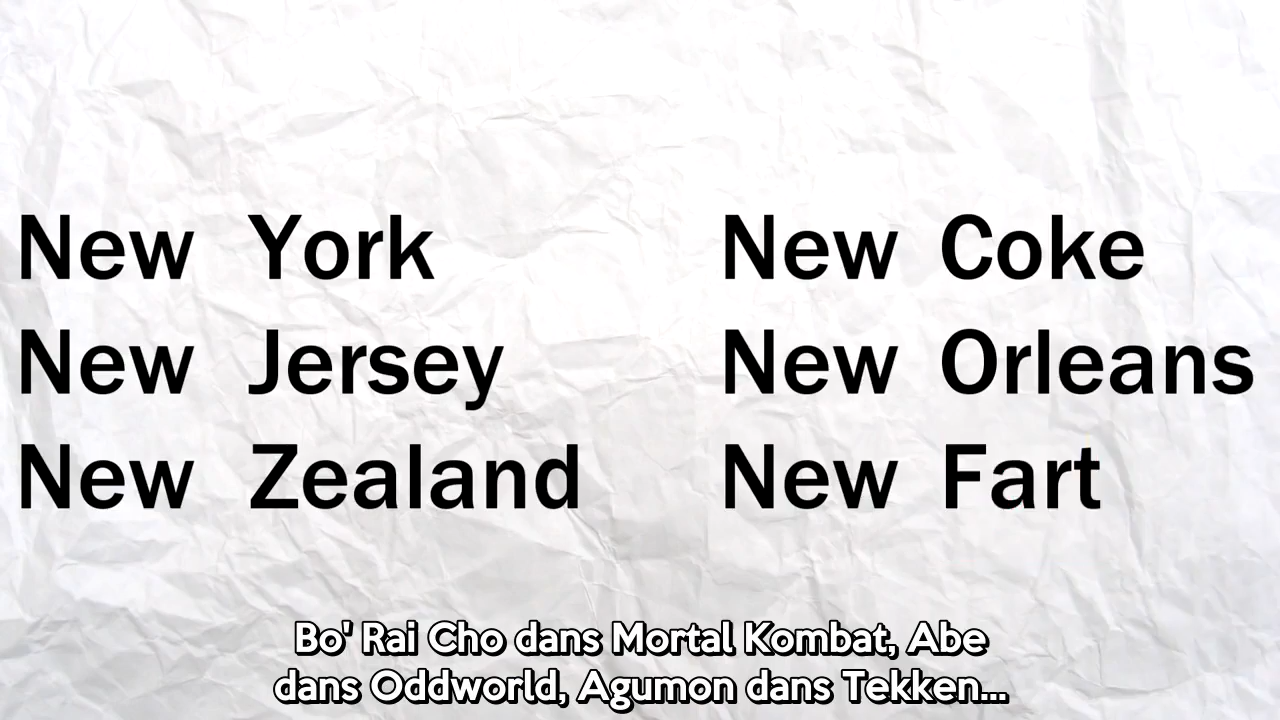 New York
New Jersey
New Zealand
New Coke
New Orleans
New Fart
Bo' Rai Cho dans Mortal Kombat, Abe
dans Oddworld, Agumon dans Tekken...